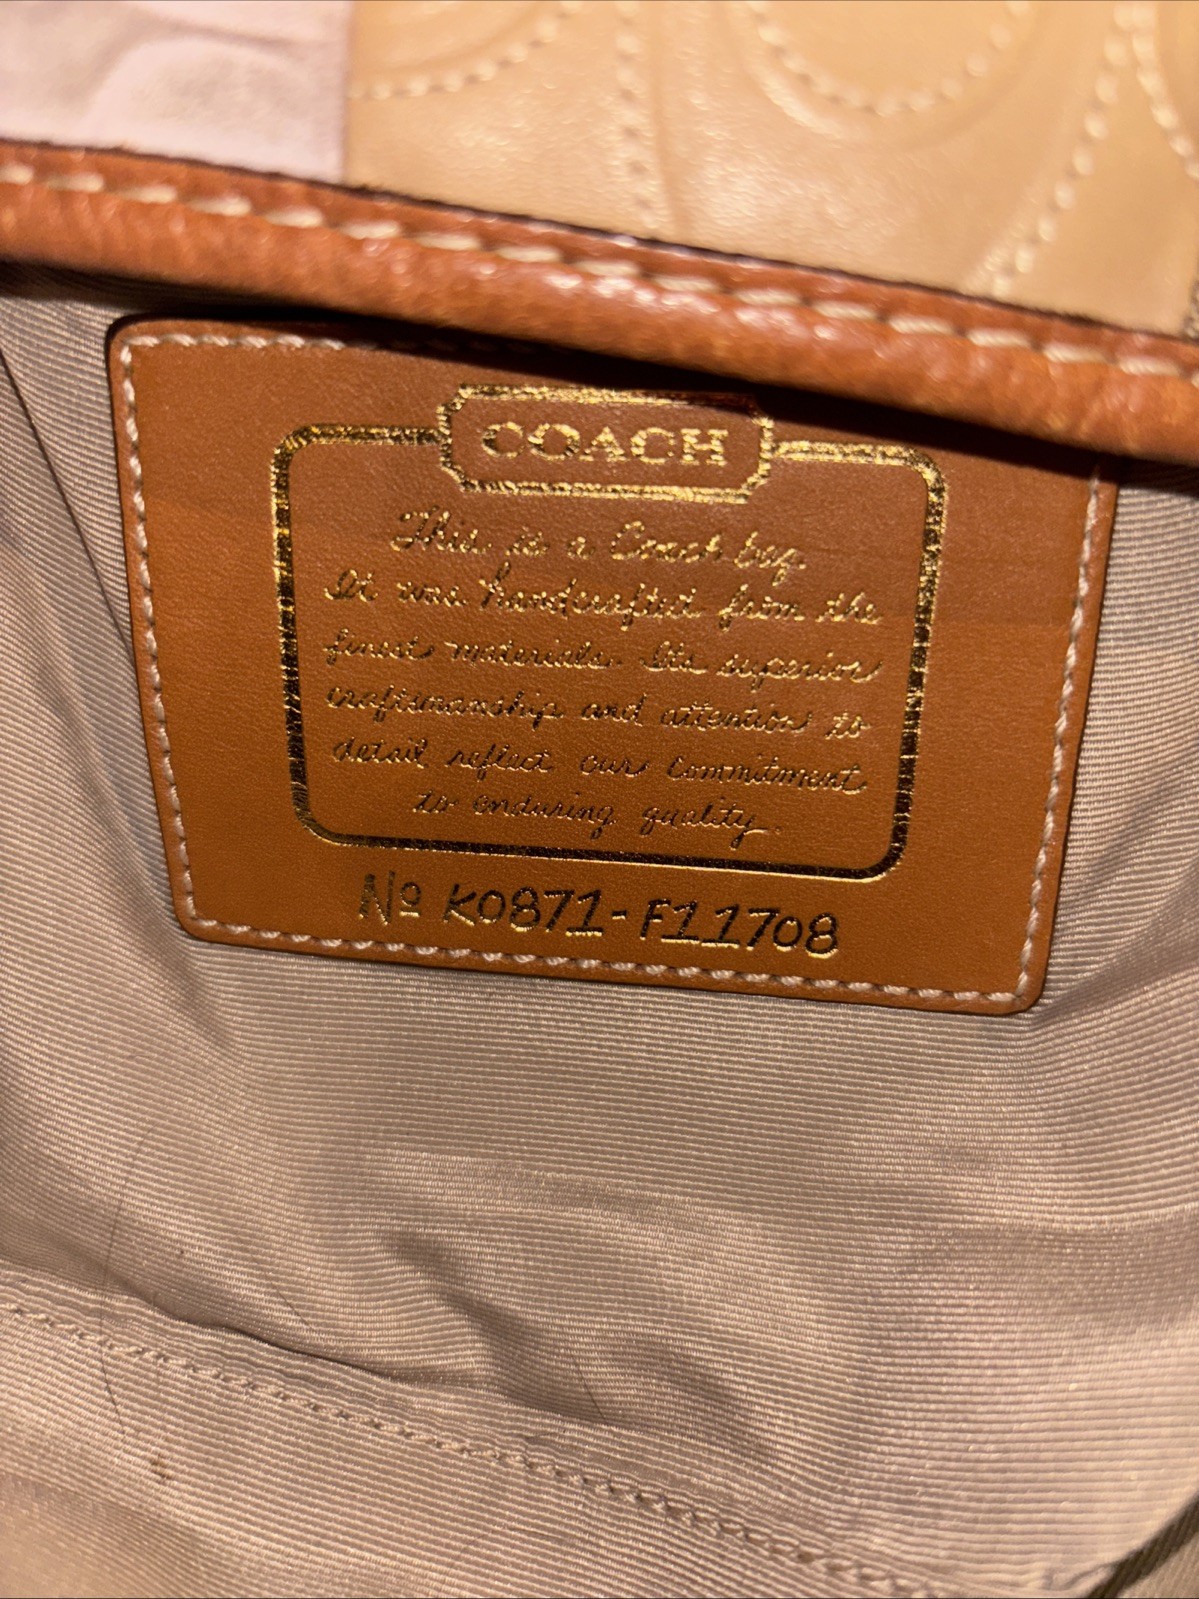 COACH
This is a Coach bag.
It was handcrafted from the
finest materials. Its superior
craftsmanship and attention to
detail reflect our commitment
to enduring quality.
Nº K0871-F11708